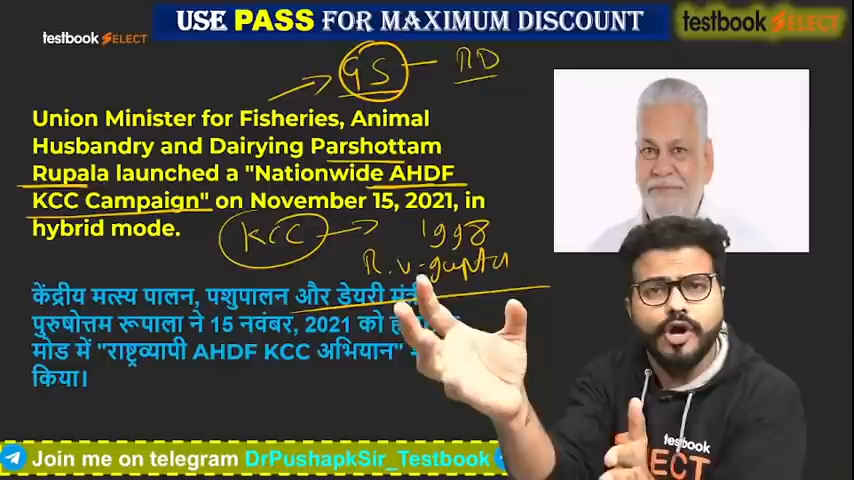 USE PASS FOR MAXIMUM DISCOUNT
testbook SELECT
testbook SELECT
GS
RD
Union Minister for Fisheries, Animal
Husbandry and Dairying Parshottam
Rupala launched a "Nationwide AHDF
KCC Campaign" on November 15, 2021, in
hybrid mode.
KCC
1998
R.V. Gupta
केंद्रीय मत्स्य पालन, पशुपालन और डेयरी
पुरुषोत्तम रूपाला ने 15 नवंबर, 2021 को
मोड में "राष्ट्रव्यापी AHDF KCC अभियान"
किया।
testbook
SELECT
Join me on telegram DrPushapkSir_Testbook